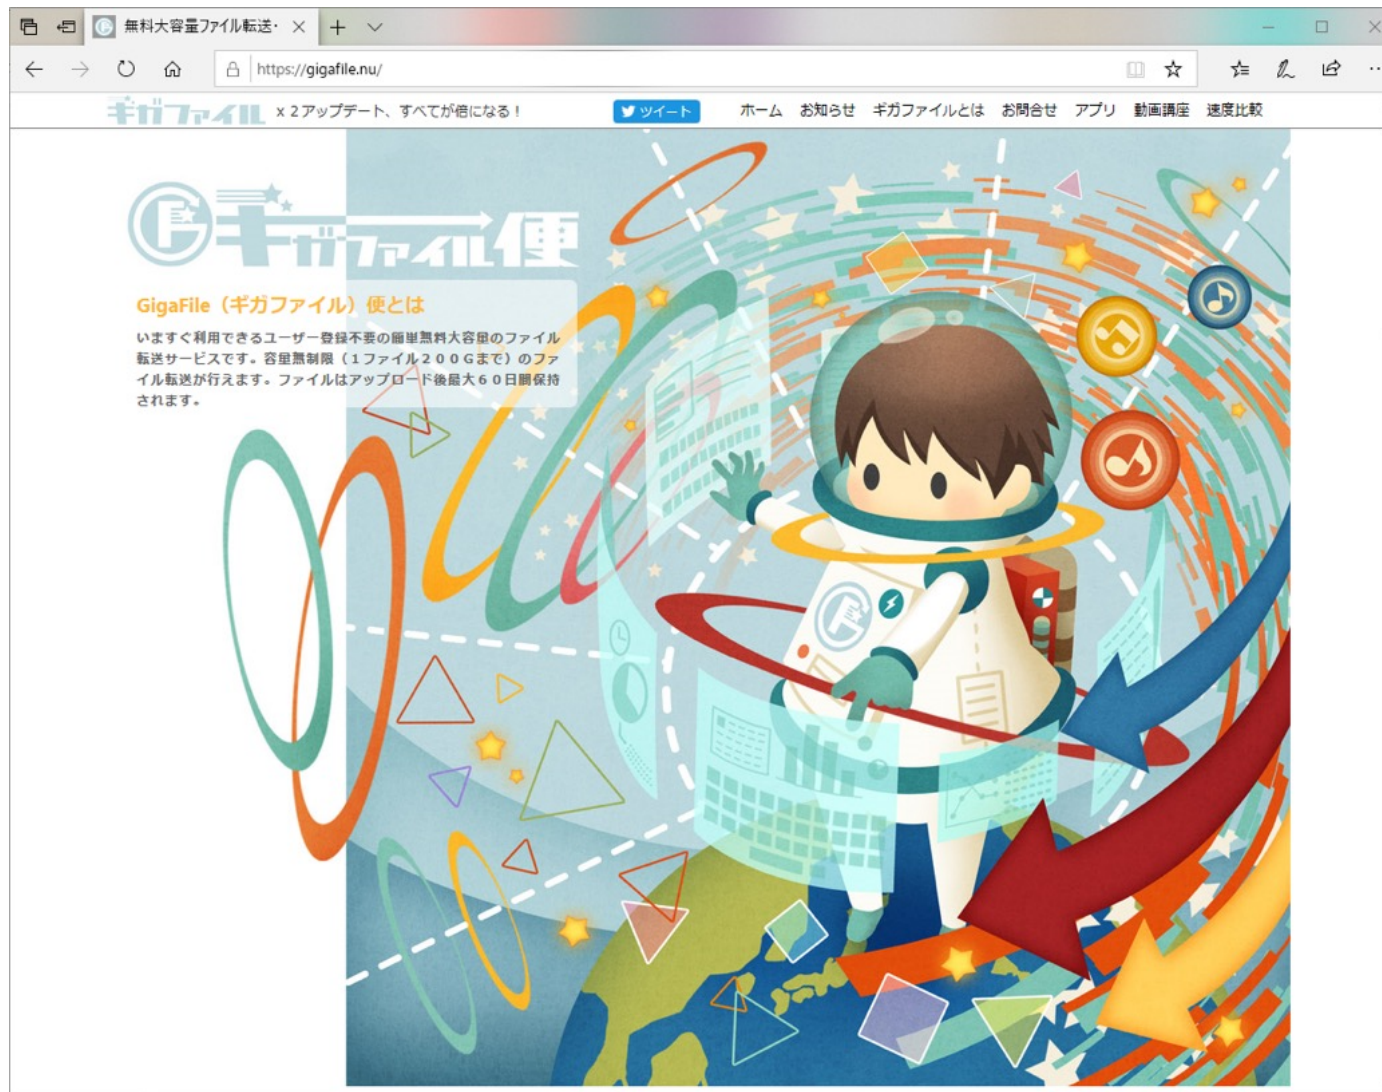 無料大容量ファイル転送・
https://gigafile.nu/
ギガファイル x２アップデート、すべてが倍になる！ ツイート ホーム お知らせ ギガファイルとは お問合せ アプリ 動画講座 速度比較
ギガファイル便
GigaFile（ギガファイル）便とは
いますぐ利用できるユーザー登録不要の簡単無料大容量のファイル
転送サービスです。容量無制限（１ファイル２００Gまで）のファ
イル転送が行えます。ファイルはアップロード後最大６０日間保持
されます。